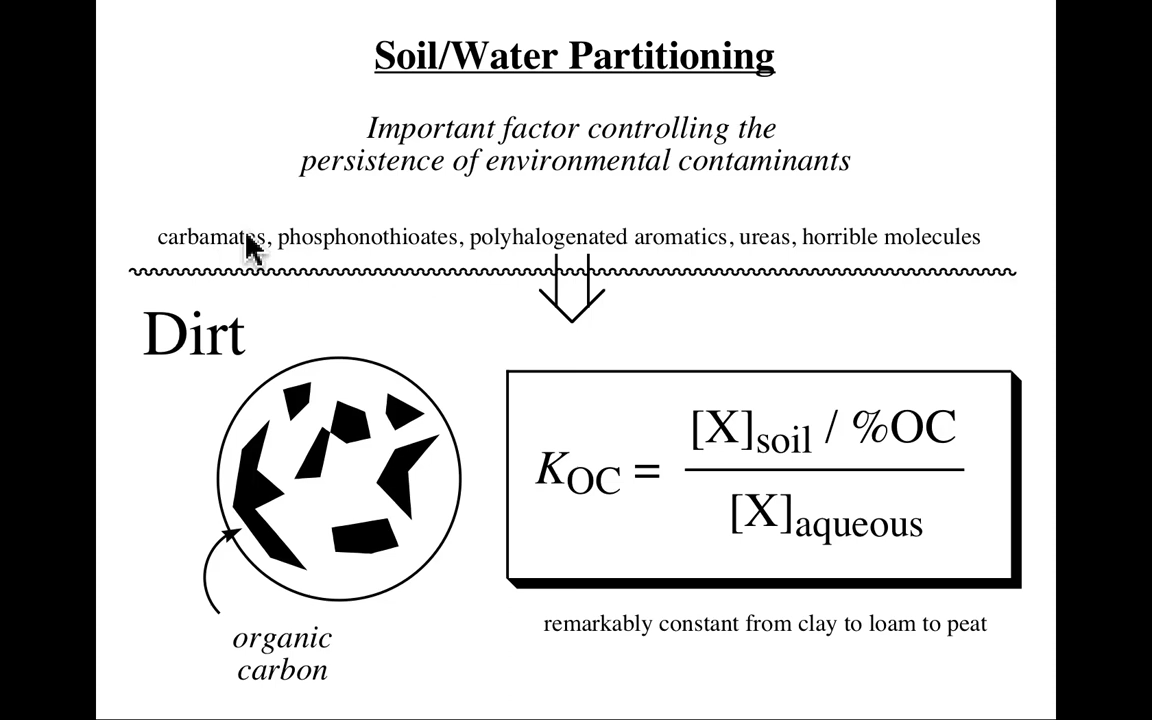 Soil/Water Partitioning
Important factor controlling the
persistence of environmental contaminants
carbamates, phosphonothioates, polyhalogenated aromatics, ureas, horrible molecules
Dirt
[X]soil / %OC
KOC =
[X]aqueous
remarkably constant from clay to loam to peat
organic
carbon